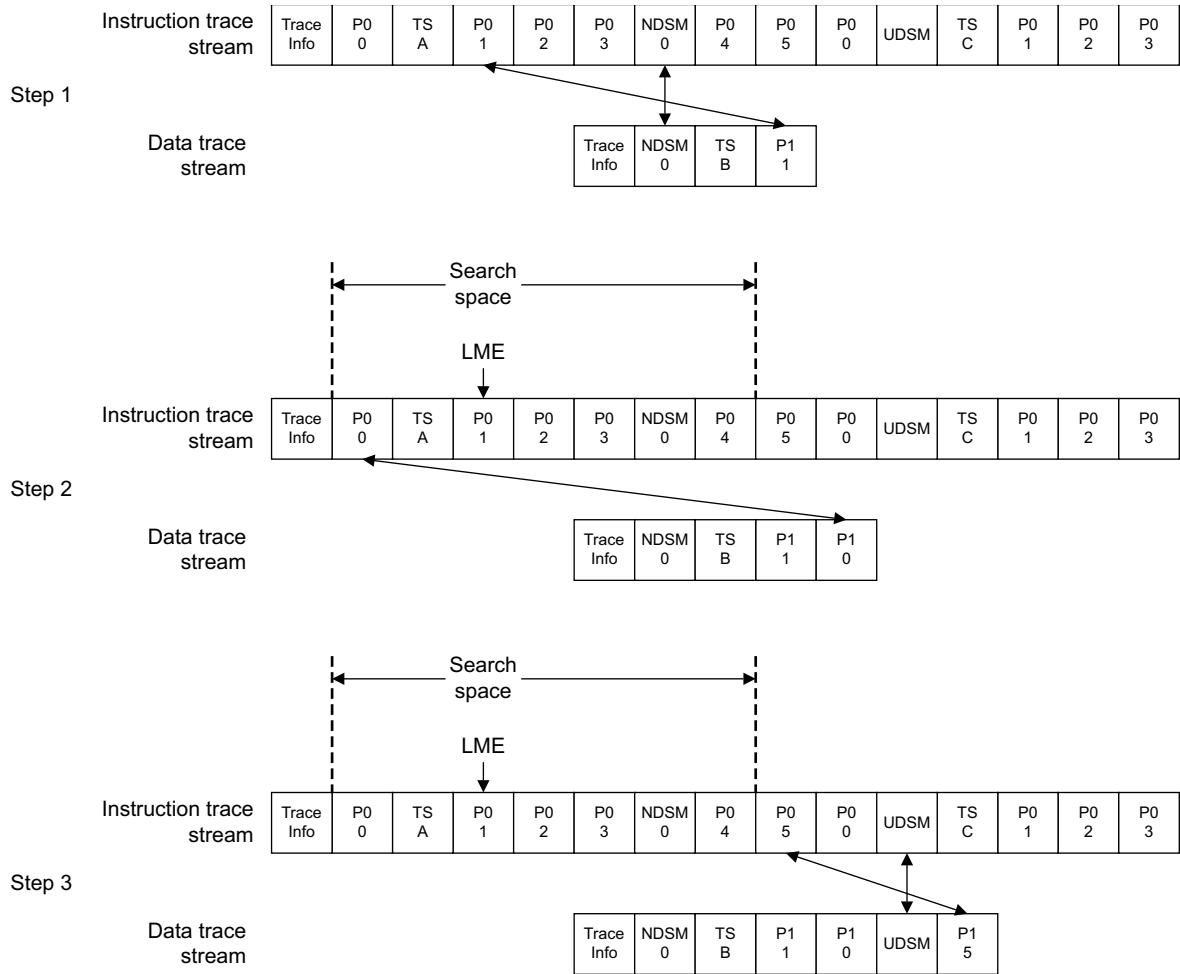 Instruction trace stream
Trace Info P0 0 TS A P0 1 P0 2 P0 3 NDSM 0 P0 4 P0 5 P0 0 UDSM TS C P0 1 P0 2 P0 3
Step 1
Data trace stream
Trace Info NDSM 0 TS B P1 1
Search space
LME
Instruction trace stream
Trace Info P0 0 TS A P0 1 P0 2 P0 3 NDSM 0 P0 4 P0 5 P0 0 UDSM TS C P0 1 P0 2 P0 3
Step 2
Data trace stream
Trace Info NDSM 0 TS B P1 1 P1 0
Search space
LME
Instruction trace stream
Trace Info P0 0 TS A P0 1 P0 2 P0 3 NDSM 0 P0 4 P0 5 P0 0 UDSM TS C P0 1 P0 2 P0 3
Step 3
Data trace stream
Trace Info NDSM 0 TS B P1 1 P1 0 UDSM P1 5